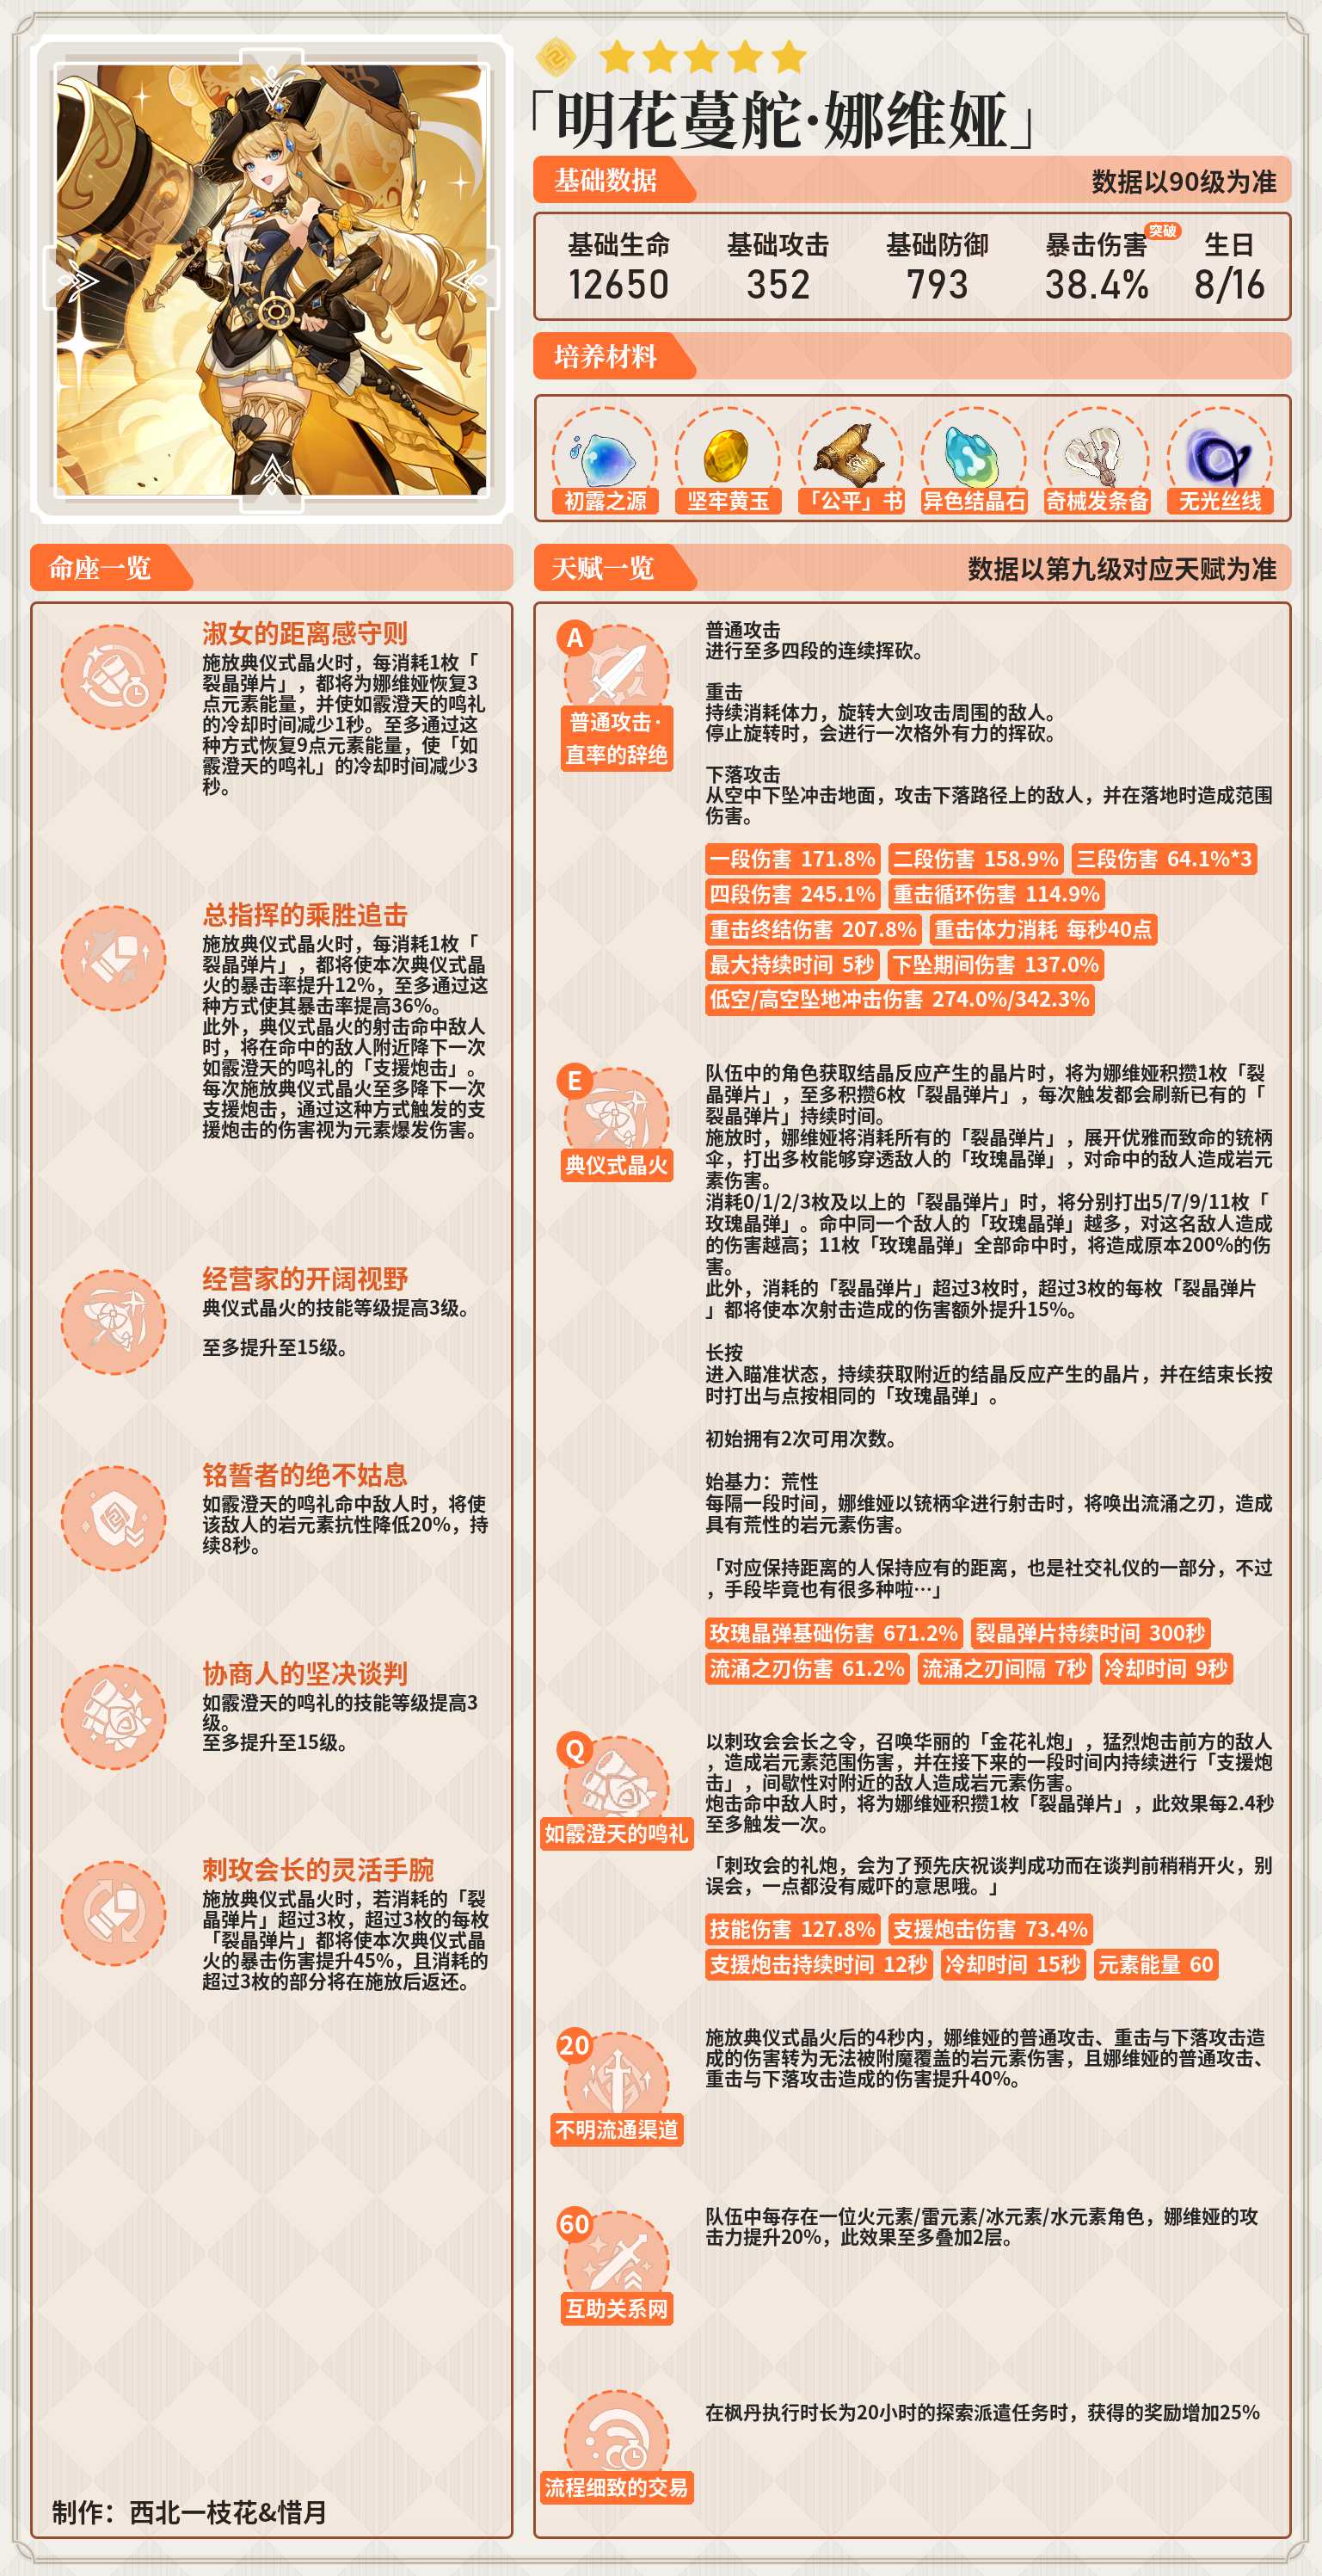 「明花蔓舵·娜维娅」
基础数据
数据以90级为准
基础生命 基础攻击 基础防御 暴击伤害 突破 生日
12650 352 793 38.4% 8/16
培养材料
初露之源 坚牢黄玉 「公平」书 异色结晶石 奇械发条备 无光丝线
命座一览
淑女的距离感守则
施放典仪式晶火时，每消耗1枚「
裂晶弹片」，都将为娜维娅恢复3
点元素能量，并使如霰澄天的鸣礼
的冷却时间减少1秒。至多通过这
种方式恢复9点元素能量，使「如
霰澄天的鸣礼」的冷却时间减少3
秒。
总指挥的乘胜追击
施放典仪式晶火时，每消耗1枚「
裂晶弹片」，都将使本次典仪式晶
火的暴击率提升12%，至多通过这
种方式使其暴击率提高36%。
此外，典仪式晶火的射击命中敌人
时，将在命中的敌人附近降下一次
如霰澄天的鸣礼的「支援炮击」。
每次施放典仪式晶火至多降下一次
支援炮击，通过这种方式触发的支
援炮击的伤害视为元素爆发伤害。
经营家的开阔视野
典仪式晶火的技能等级提高3级。
至多提升至15级。
铭誓者的绝不姑息
如霰澄天的鸣礼命中敌人时，将使
该敌人的岩元素抗性降低20%，持
续8秒。
协商人的坚决谈判
如霰澄天的鸣礼的技能等级提高3
级。
至多提升至15级。
刺玫会长的灵活手腕
施放典仪式晶火时，若消耗的「裂
晶弹片」超过3枚，超过3枚的每枚
「裂晶弹片」都将使本次典仪式晶
火的暴击伤害提升45%，且消耗的
超过3枚的部分将在施放后返还。
制作：西北一枝花&惜月
天赋一览
数据以第九级对应天赋为准
A
普通攻击·
直率的辞绝
普通攻击
进行至多四段的连续挥砍。
重击
持续消耗体力，旋转大剑攻击周围的敌人。
停止旋转时，会进行一次格外有力的挥砍。
下落攻击
从空中下坠冲击地面，攻击下落路径上的敌人，并在落地时造成范围
伤害。
一段伤害 171.8% 二段伤害 158.9% 三段伤害 64.1%*3
四段伤害 245.1% 重击循环伤害 114.9%
重击终结伤害 207.8% 重击体力消耗 每秒40点
最大持续时间 5秒 下坠期间伤害 137.0%
低空/高空坠地冲击伤害 274.0%/342.3%
E
典仪式晶火
队伍中的角色获取结晶反应产生的晶片时，将为娜维娅积攒1枚「裂
晶弹片」，至多积攒6枚「裂晶弹片」，每次触发都会刷新已有的「
裂晶弹片」持续时间。
施放时，娜维娅将消耗所有的「裂晶弹片」，展开优雅而致命的铳柄
伞，打出多枚能够穿透敌人的「玫瑰晶弹」，对命中的敌人造成岩元
素伤害。
消耗0/1/2/3枚及以上的「裂晶弹片」时，将分别打出5/7/9/11枚「
玫瑰晶弹」。命中同一个敌人的「玫瑰晶弹」越多，对这名敌人造成
的伤害越高；11枚「玫瑰晶弹」全部命中时，将造成原本200%的伤
害。
此外，消耗的「裂晶弹片」超过3枚时，超过3枚的每枚「裂晶弹片
」都将使本次射击造成的伤害额外提升15%。
长按
进入瞄准状态，持续获取附近的结晶反应产生的晶片，并在结束长按
时打出与点按相同的「玫瑰晶弹」。
初始拥有2次可用次数。
始基力：荒性
每隔一段时间，娜维娅以铳柄伞进行射击时，将唤出流涌之刃，造成
具有荒性的岩元素伤害。
「对应保持距离的人保持应有的距离，也是社交礼仪的一部分，不过
，手段毕竟也有很多种啦…」
玫瑰晶弹基础伤害 671.2% 裂晶弹片持续时间 300秒
流涌之刃伤害 61.2% 流涌之刃间隔 7秒 冷却时间 9秒
Q
如霰澄天的鸣礼
以刺玫会会长之令，召唤华丽的「金花礼炮」，猛烈炮击前方的敌人
，造成岩元素范围伤害，并在接下来的一段时间内持续进行「支援炮
击」，间歇性对附近的敌人造成岩元素伤害。
炮击命中敌人时，将为娜维娅积攒1枚「裂晶弹片」，此效果每2.4秒
至多触发一次。
「刺玫会的礼炮，会为了预先庆祝谈判成功而在谈判前稍稍开火，别
误会，一点都没有威吓的意思哦。」
技能伤害 127.8% 支援炮击伤害 73.4%
支援炮击持续时间 12秒 冷却时间 15秒 元素能量 60
20
不明流通渠道
施放典仪式晶火后的4秒内，娜维娅的普通攻击、重击与下落攻击造
成的伤害转为无法被附魔覆盖的岩元素伤害，且娜维娅的普通攻击、
重击与下落攻击造成的伤害提升40%。
60
互助关系网
队伍中每存在一位火元素/雷元素/冰元素/水元素角色，娜维娅的攻
击力提升20%，此效果至多叠加2层。
流程细致的交易
在枫丹执行时长为20小时的探索派遣任务时，获得的奖励增加25%